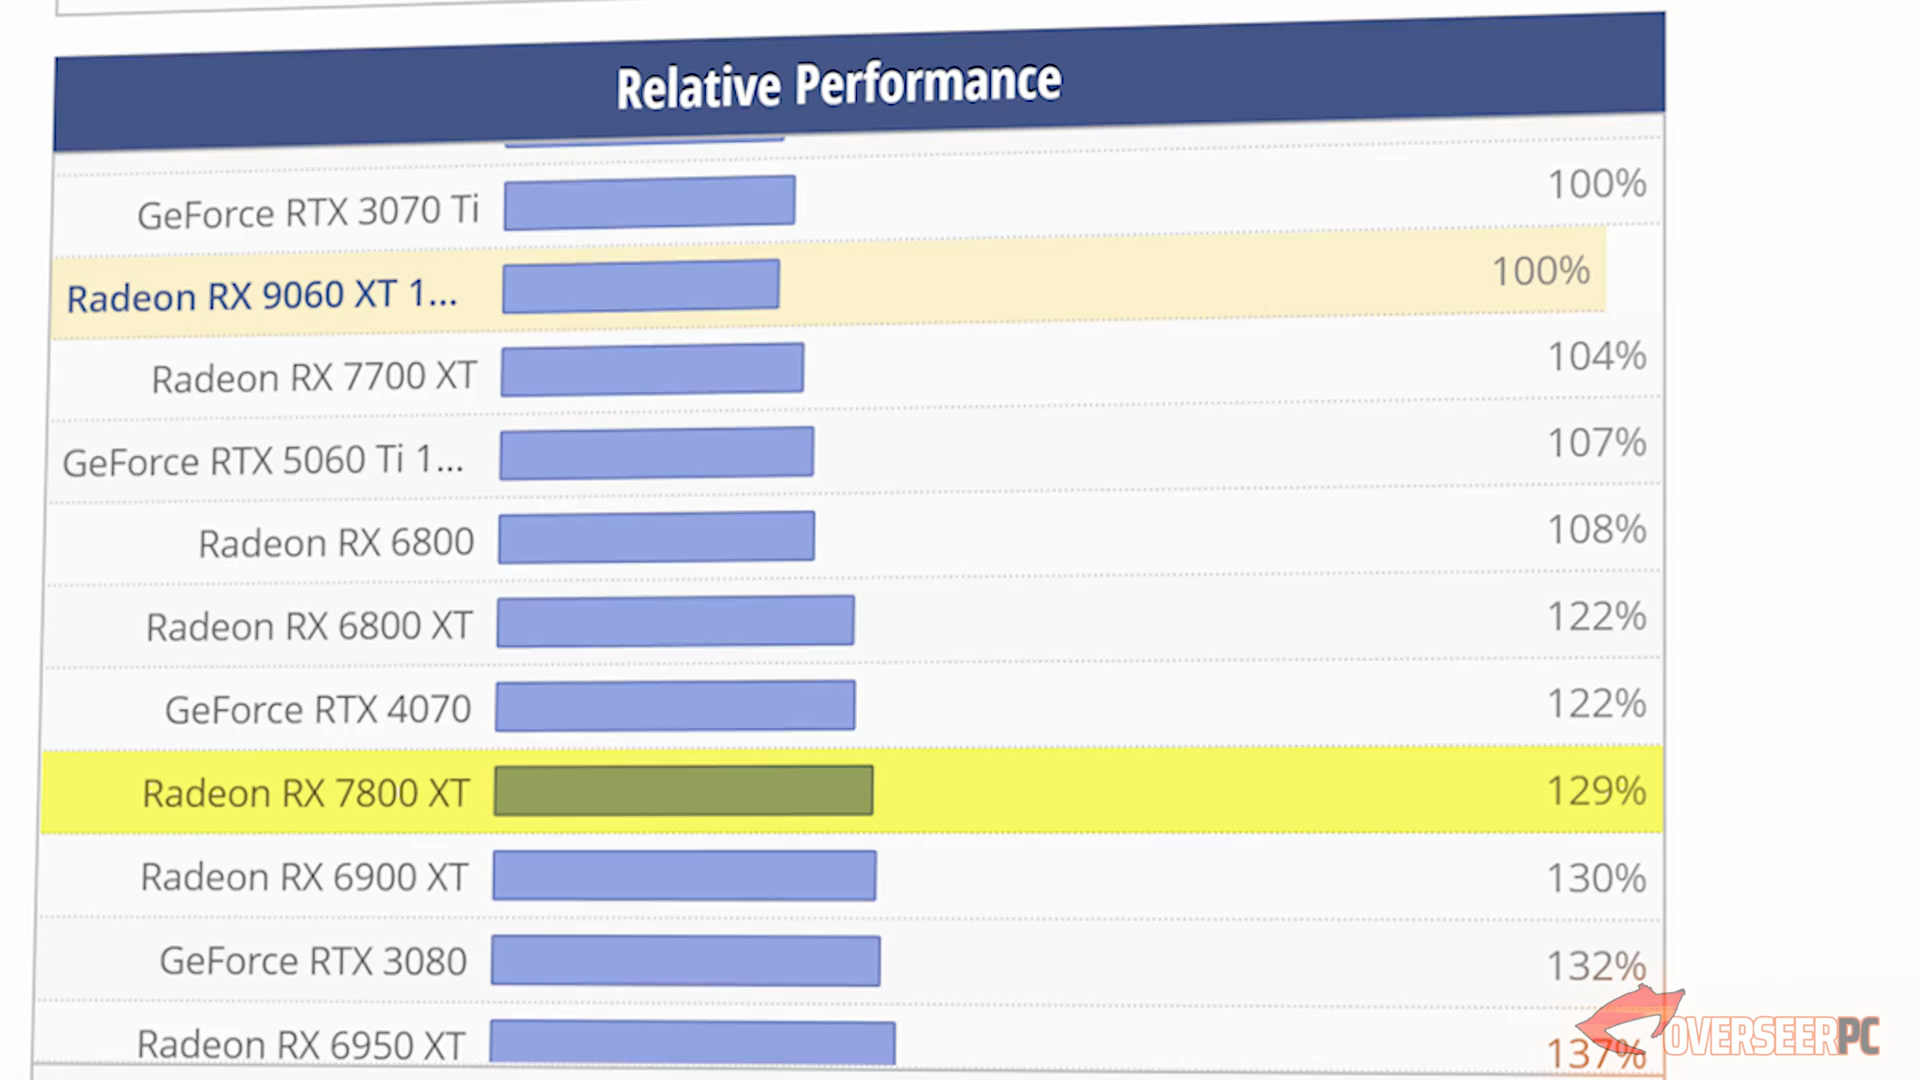 Relative Performance
GeForce RTX 3070 Ti 100%
Radeon RX 9060 XT 1... 100%
Radeon RX 7700 XT 104%
GeForce RTX 5060 Ti 1... 107%
Radeon RX 6800 108%
Radeon RX 6800 XT 122%
GeForce RTX 4070 122%
Radeon RX 7800 XT 129%
Radeon RX 6900 XT 130%
GeForce RTX 3080 132%
Radeon RX 6950 XT 137%
OVERSEERPC